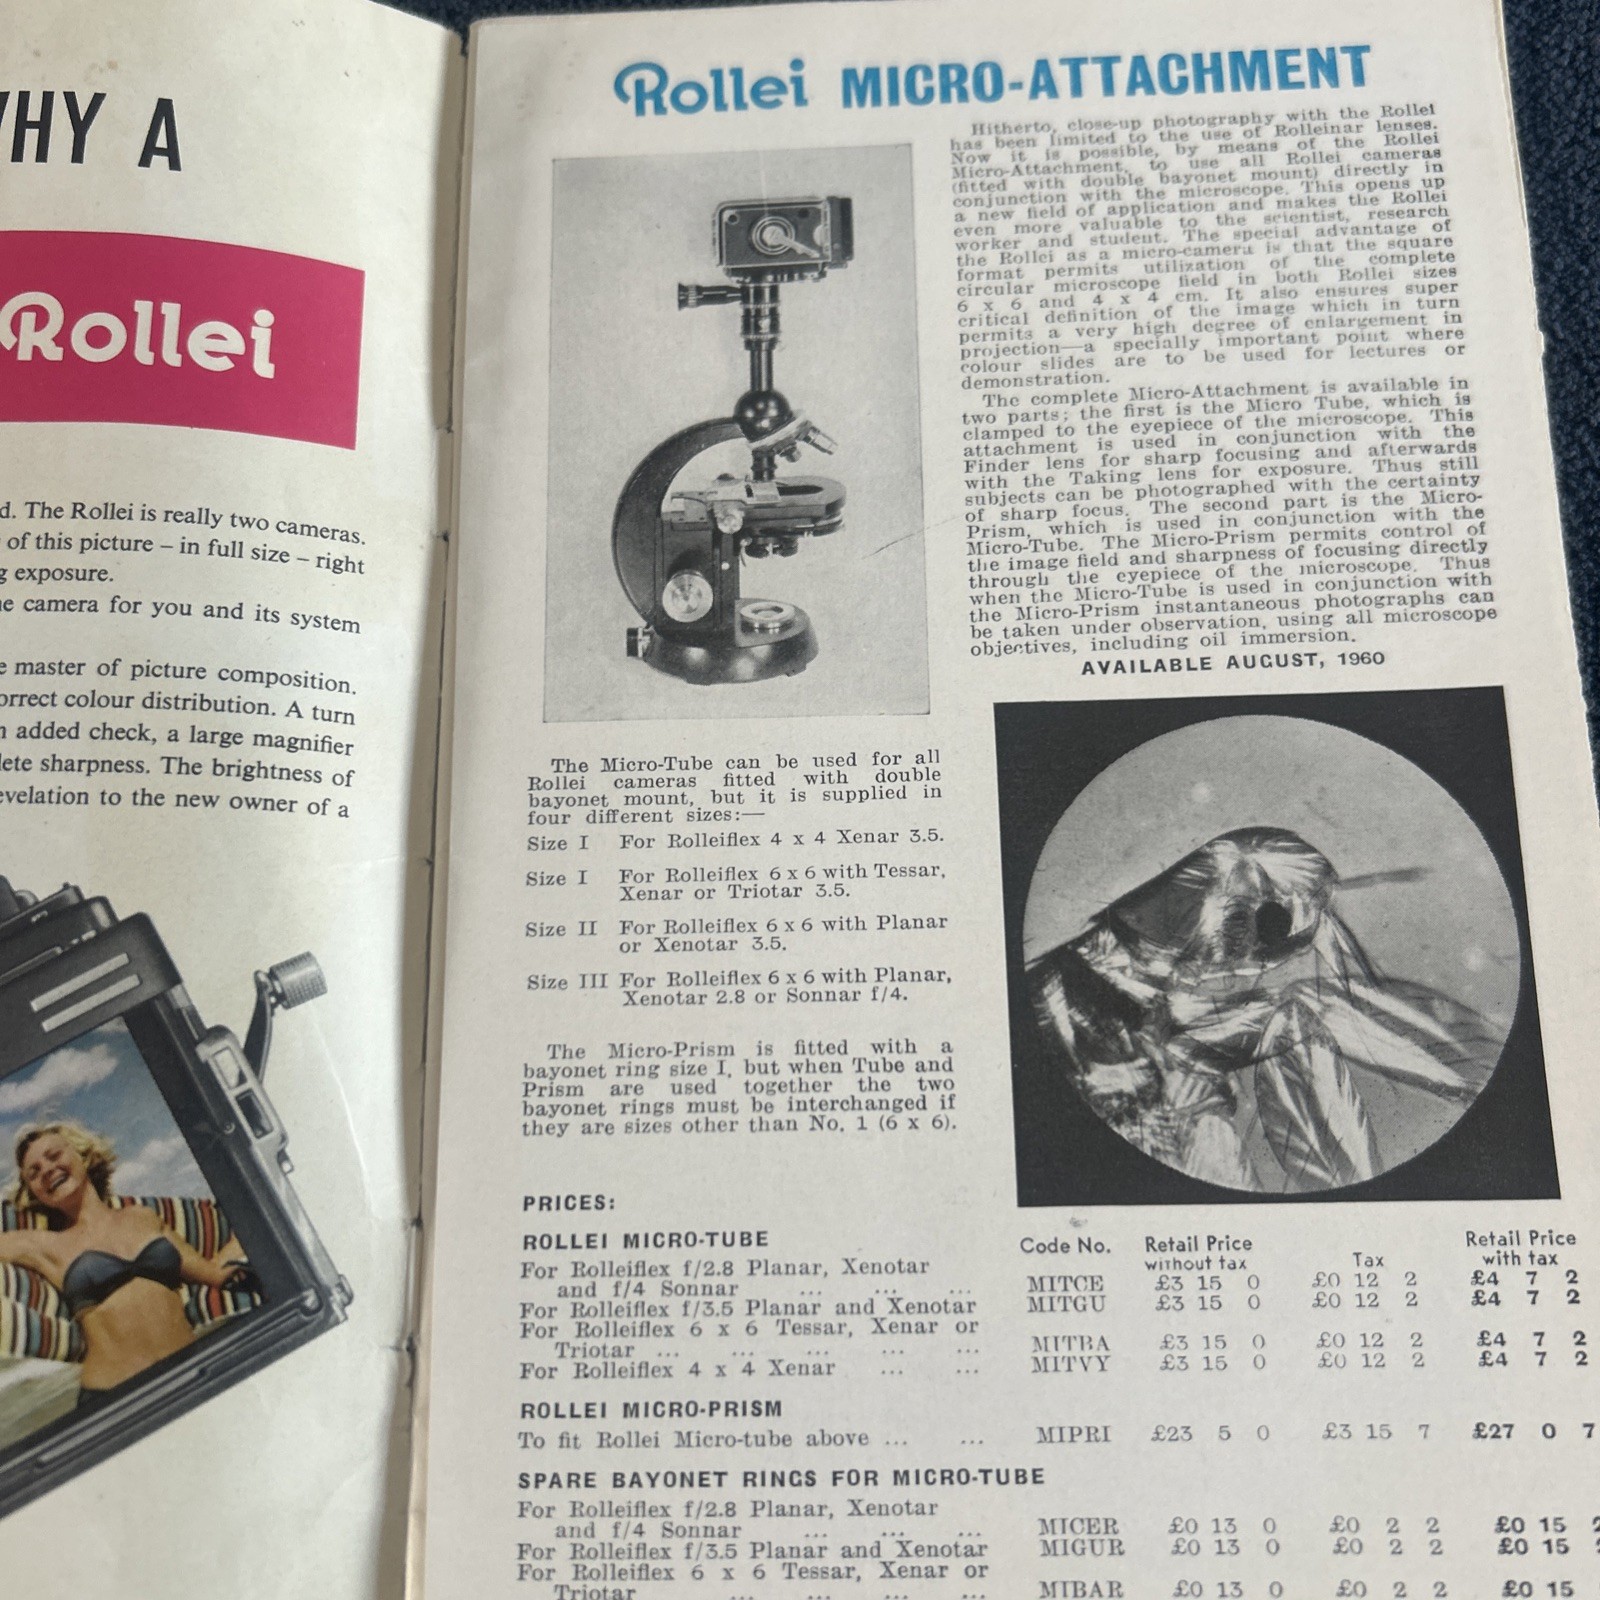 WHY A
Rollei
d. The Rollei is really two cameras.
of this picture – in full size – right
g exposure.
e camera for you and its system
e master of picture composition.
orrect colour distribution. A turn
added check, a large magnifier
lete sharpness. The brightness of
evelation to the new owner of a
Rollei MICRO-ATTACHMENT
Hitherto, close-up photography with the Rollei
has been limited to the use of Rolleinar lenses.
Now it is possible, by means of the Rollei
Micro-Attachment, to use all Rollei cameras
(fitted with double bayonet mount) directly in
conjunction with the microscope. This opens up
a new field of application and makes the Rollei
even more valuable to the scientist, research
worker and student. The special advantage of
the Rollei as a micro-camera is that the square
format permits utilization of the complete
circular microscope field in both Rollei sizes
6 x 6 and 4 x 4 cm. It also ensures super
critical definition of the image which in turn
permits a very high degree of enlargement in
projection—a specially important point where
colour slides are to be used for lectures or
demonstration.
The complete Micro-Attachment is available in
two parts; the first is the Micro Tube, which is
clamped to the eyepiece of the microscope. This
attachment is used in conjunction with the
Finder lens for sharp focusing and afterwards
with the Taking lens for exposure. Thus still
subjects can be photographed with the certainty
of sharp focus. The second part is the Micro-
Prism, which is used in conjunction with the
Micro-Tube. The Micro-Prism permits control of
the image field and sharpness of focusing directly
through the eyepiece of the microscope. Thus
when the Micro-Tube is used in conjunction with
the Micro-Prism instantaneous photographs can
be taken under observation, using all microscope
objectives, including oil immersion.
AVAILABLE AUGUST, 1960
The Micro-Tube can be used for all
Rollei cameras fitted with double
bayonet mount, but it is supplied in
four different sizes:—
Size I For Rolleiflex 4 x 4 Xenar 3.5.
Size I For Rolleiflex 6 x 6 with Tessar,
Xenar or Triotar 3.5.
Size II For Rolleiflex 6 x 6 with Planar
or Xenotar 3.5.
Size III For Rolleiflex 6 x 6 with Planar,
Xenotar 2.8 or Sonnar f/4.
The Micro-Prism is fitted with a
bayonet ring size I, but when Tube and
Prism are used together the two
bayonet rings must be interchanged if
they are sizes other than No. 1 (6 x 6).
PRICES:
ROLLEI MICRO-TUBE Code No. Retail Price without tax Tax Retail Price with tax
For Rolleiflex f/2.8 Planar, Xenotar
and f/4 Sonnar ... ... ... MITCE £3 15 0 £0 12 2 £4 7 2
For Rolleiflex f/3.5 Planar and Xenotar MITGU £3 15 0 £0 12 2 £4 7 2
For Rolleiflex 6 x 6 Tessar, Xenar or
Triotar ... ... ... ... ... MITBA £3 15 0 £0 12 2 £4 7 2
For Rolleiflex 4 x 4 Xenar ... ... MITVY £3 15 0 £0 12 2 £4 7 2
ROLLEI MICRO-PRISM
To fit Rollei Micro-tube above ... ... MIPRI £23 5 0 £3 15 7 £27 0 7
SPARE BAYONET RINGS FOR MICRO-TUBE
For Rolleiflex f/2.8 Planar, Xenotar
and f/4 Sonnar ... ... ... MICER £0 13 0 £0 2 2 £0 15 2
For Rolleiflex f/3.5 Planar and Xenotar MIGUR £0 13 0 £0 2 2 £0 15
For Rolleiflex 6 x 6 Tessar, Xenar or
Triotar ... ... ... ... MIBAR £0 13 0 £0 2 2 £0 15